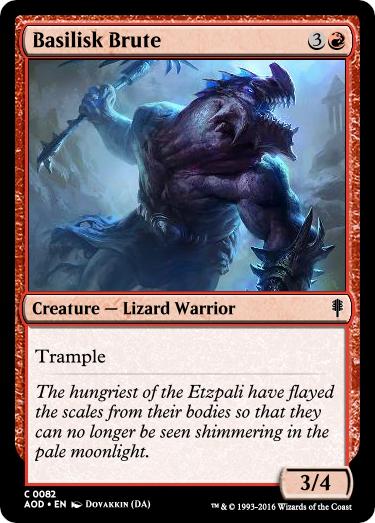 Basilisk Brute 3
Creature — Lizard Warrior
Trample
The hungriest of the Etzpali have flayed
the scales from their bodies so that they
can no longer be seen shimmering in the
pale moonlight.
3/4
C 0082
AOD • EN DOVAKKIN (DA)
™ & © 1993-2016 Wizards of the Coast